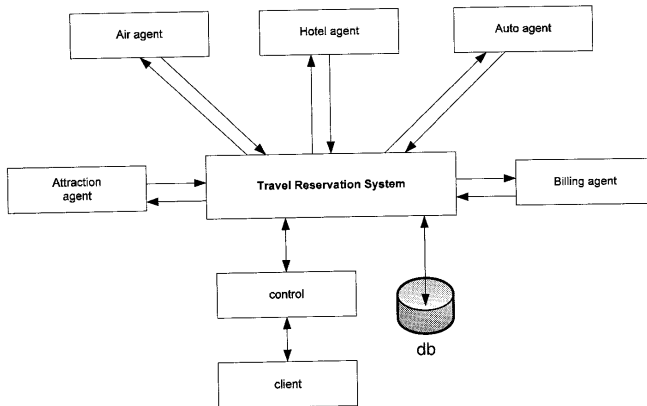 Air agent
Hotel agent
Auto agent
Attraction
agent
Travel Reservation System
Billing agent
control
db
client